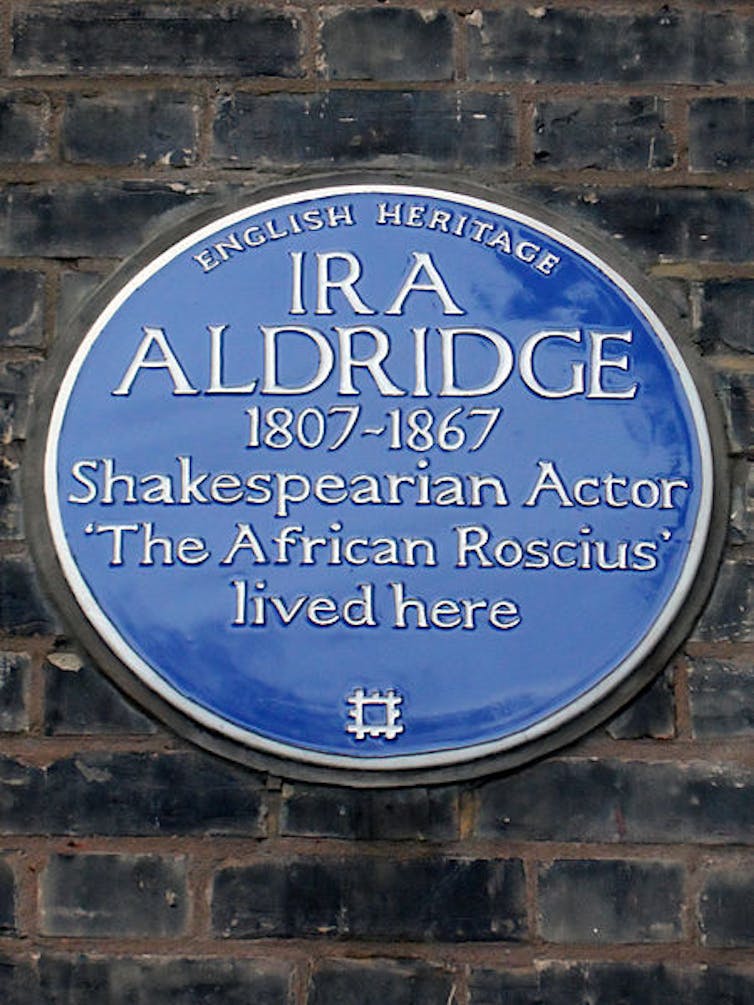 ENGLISH HERITAGE
IRA
ALDRIDGE
1807~1867
Shakespearian Actor
‘The African Roscius’
lived here